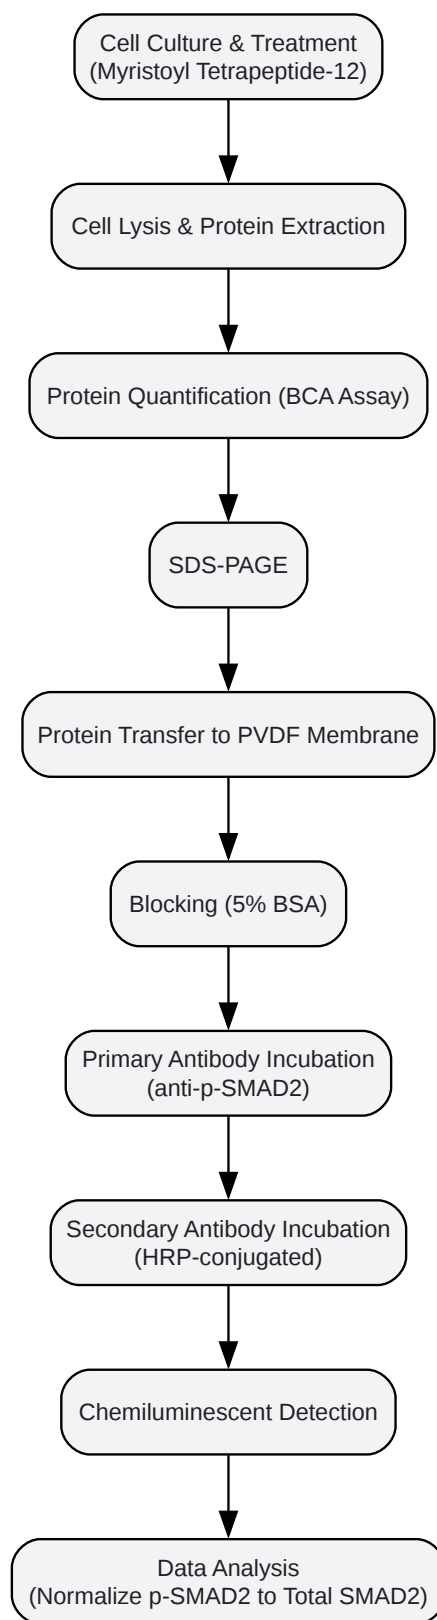 Cell Culture & Treatment
(Myristoyl Tetrapeptide-12)
Cell Lysis & Protein Extraction
Protein Quantification (BCA Assay)
SDS-PAGE
Protein Transfer to PVDF Membrane
Blocking (5% BSA)
Primary Antibody Incubation
(anti-p-SMAD2)
Secondary Antibody Incubation
(HRP-conjugated)
Chemiluminescent Detection
Data Analysis
(Normalize p-SMAD2 to Total SMAD2)